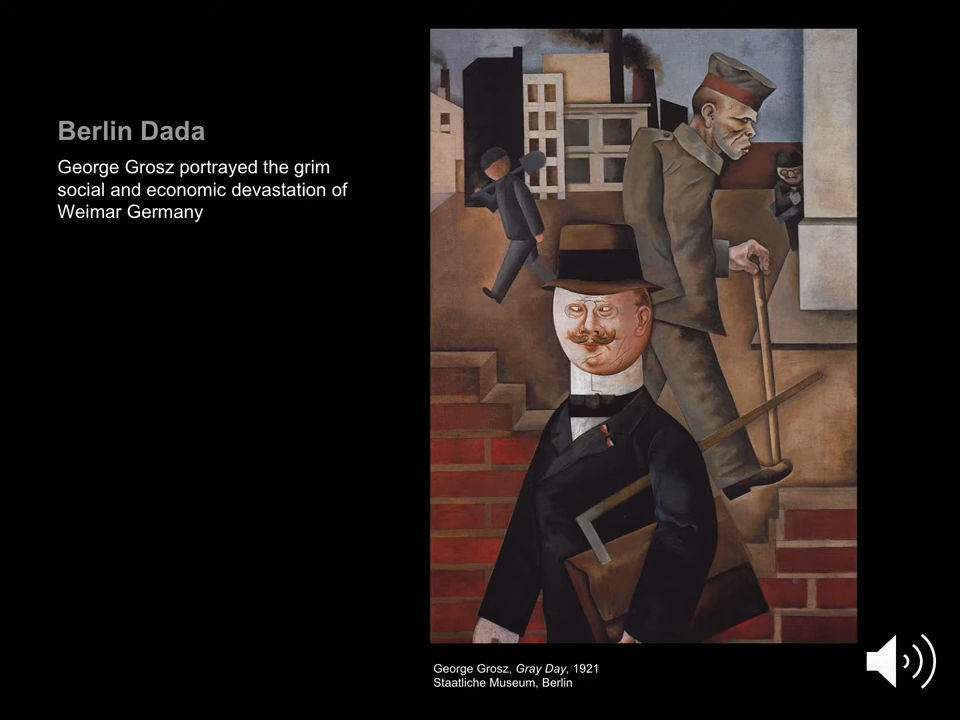 Berlin Dada
George Grosz portrayed the grim
social and economic devastation of
Weimar Germany
George Grosz, Gray Day, 1921
Staatliche Museum, Berlin